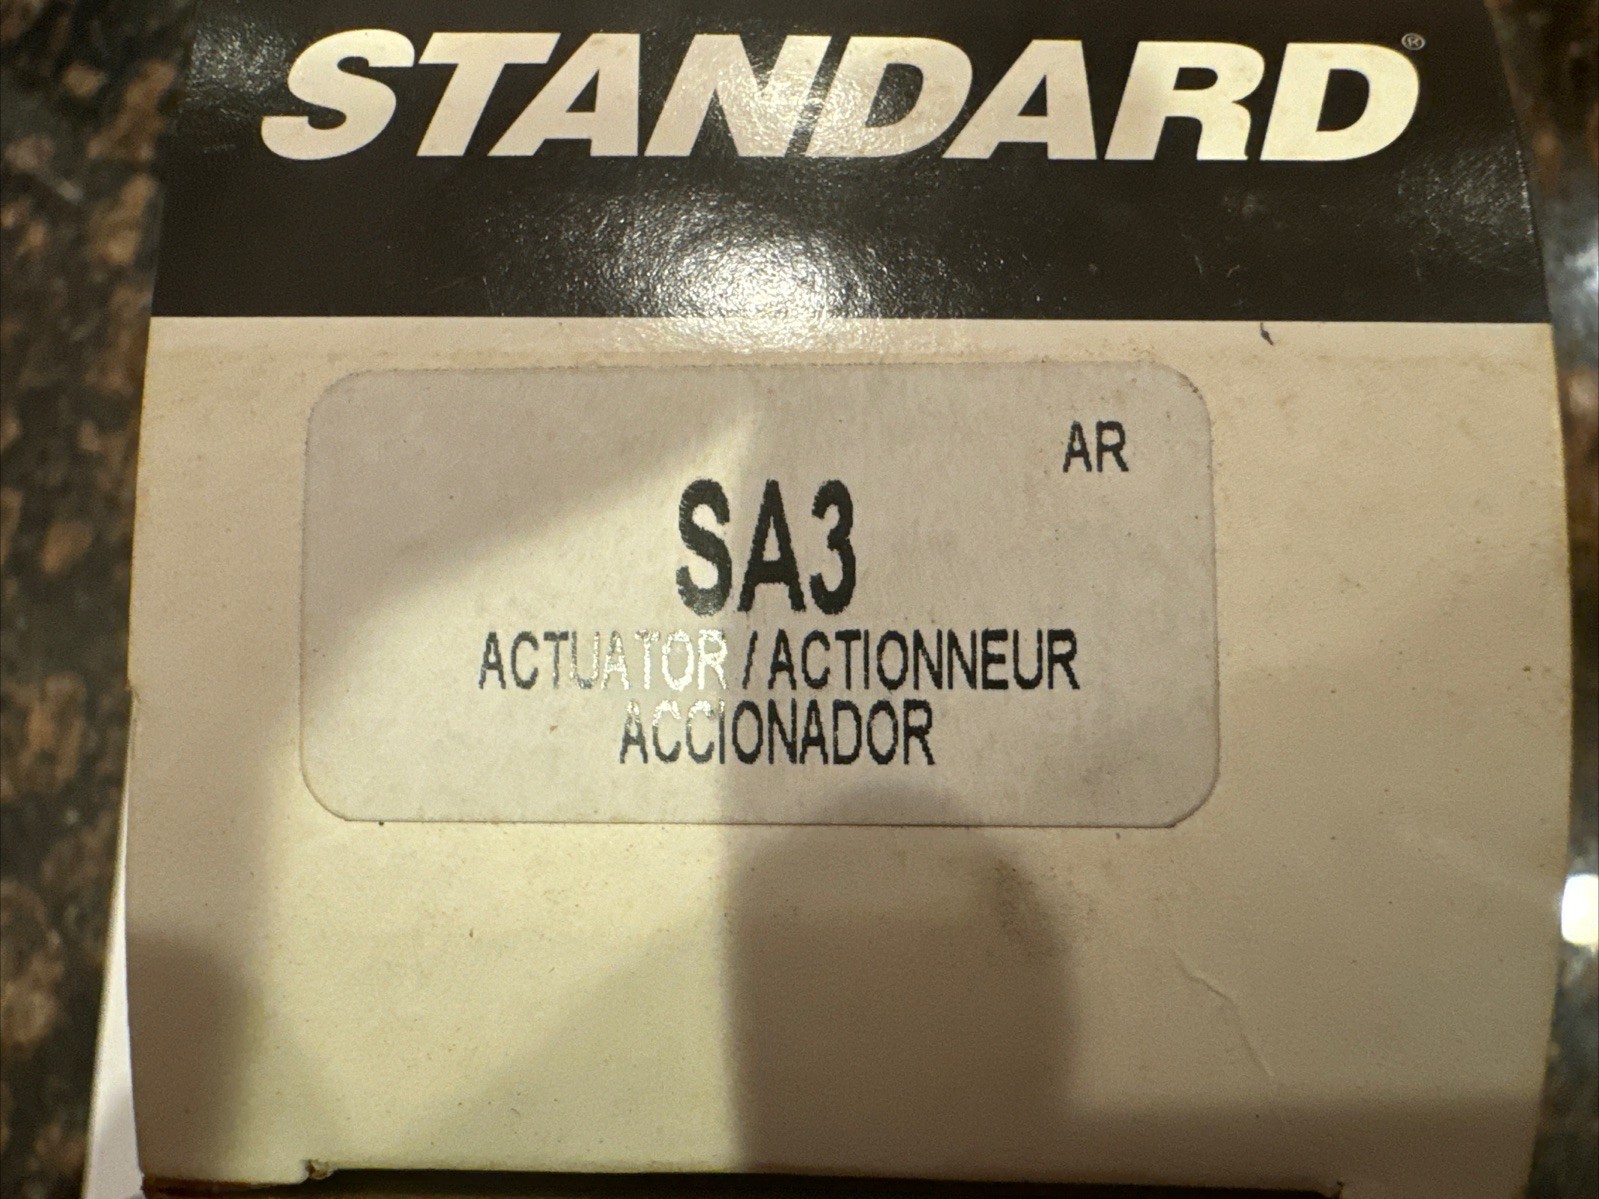 STANDARD®
AR
SA3
ACTUATOR / ACTIONNEUR
ACCIONADOR